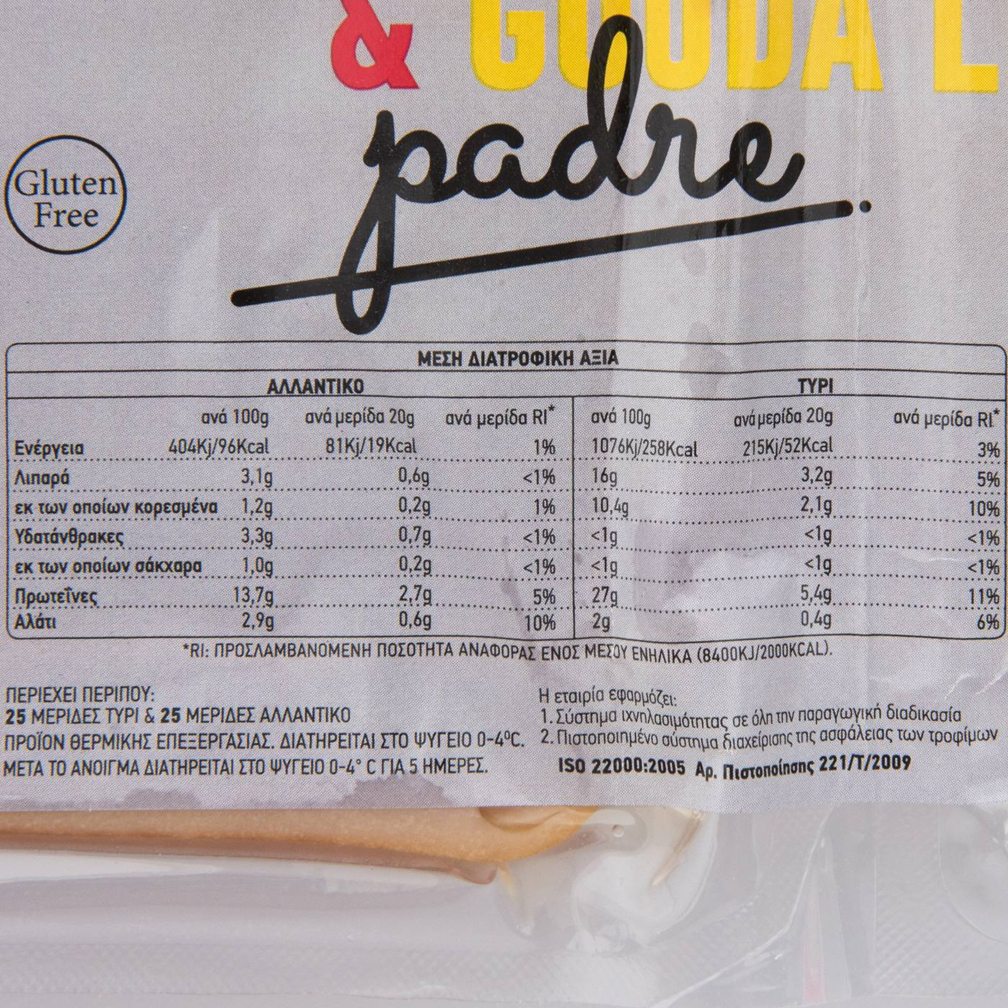 & GOUDA L
padre.
Gluten
Free
ΜΕΣΗ ΔΙΑΤΡΟΦΙΚΗ ΑΞΙΑ
ΑΛΛΑΝΤΙΚΟ ΤΥΡΙ
ανά 100g ανά μερίδα 20g ανά μερίδα RI* ανά 100g ανά μερίδα 20g ανά μερίδα RI*
Ενέργεια 404Kj/96Kcal 81Kj/19Kcal 1% 1076Kj/258Kcal 215Kj/52Kcal 3%
Λιπαρά 3,1g 0,6g <1% 16g 3,2g 5%
εκ των οποίων κορεσμένα 1,2g 0,2g 1% 10,4g 2,1g 10%
Υδατάνθρακες 3,3g 0,7g <1% <1g <1g <1%
εκ των οποίων σάκχαρα 1,0g 0,2g <1% <1g <1g <1%
Πρωτεΐνες 13,7g 2,7g 5% 27g 5,4g 11%
Αλάτι 2,9g 0,6g 10% 2g 0,4g 6%
*RI: ΠΡΟΣΛΑΜΒΑΝΟΜΕΝΗ ΠΟΣΟΤΗΤΑ ΑΝΑΦΟΡΑΣ ΕΝΟΣ ΜΕΣΟΥ ΕΝΗΛΙΚΑ (8400KJ/2000KCAL).
ΠΕΡΙΕΧΕΙ ΠΕΡΙΠΟΥ:
25 ΜΕΡΙΔΕΣ ΤΥΡΙ & 25 ΜΕΡΙΔΕΣ ΑΛΛΑΝΤΙΚΟ
ΠΡΟΪΟΝ ΘΕΡΜΙΚΗΣ ΕΠΕΞΕΡΓΑΣΙΑΣ. ΔΙΑΤΗΡΕΙΤΑΙ ΣΤΟ ΨΥΓΕΙΟ 0-4°C.
ΜΕΤΑ ΤΟ ΑΝΟΙΓΜΑ ΔΙΑΤΗΡΕΙΤΑΙ ΣΤΟ ΨΥΓΕΙΟ 0-4° C ΓΙΑ 5 ΗΜΕΡΕΣ.
Η εταιρία εφαρμόζει:
1. Σύστημα ιχνηλασιμότητας σε όλη την παραγωγική διαδικασία
2. Πιστοποιημένο σύστημα διαχείρισης της ασφάλειας των τροφίμων
ISO 22000:2005 Αρ. Πιστοποίησης 221/Τ/2009